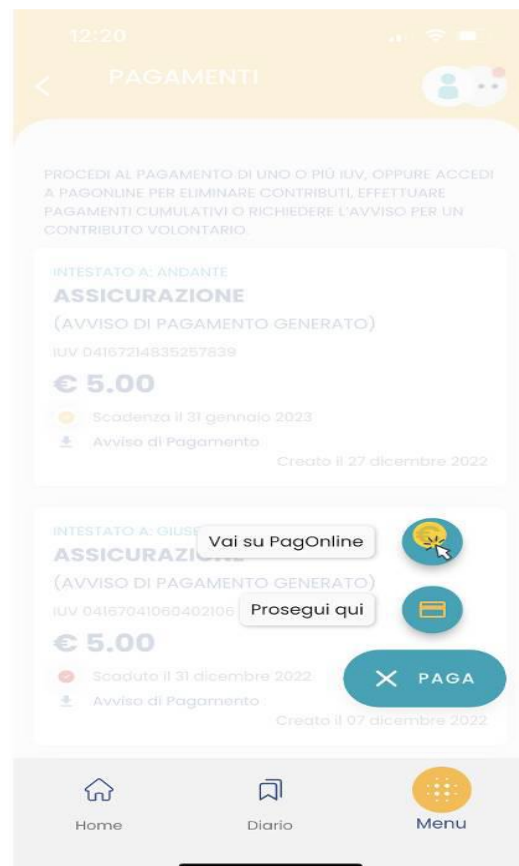 12:20
PAGAMENTI
PROCEDI AL PAGAMENTO DI UNO O PIÙ IUV, OPPURE ACCEDI
A PAGONLINE PER ELIMINARE CONTRIBUTI, EFFETTUARE
PAGAMENTI CUMULATIVI O RICHIEDERE L'AVVISO PER UN
CONTRIBUTO VOLONTARIO.
INTESTATO A: ANDANTE
ASSICURAZIONE
(AVVISO DI PAGAMENTO GENERATO)
IUV 04167214835257839
€ 5.00
Scadenza il 31 gennaio 2023
Avviso di Pagamento
Creato il 27 dicembre 2022
INTESTATO A:
Vai su PagOnline
(AVVISO DI PAGAMENTO GENERATO)
IUV 04167041060402106
Prosegui qui
€ 5.00
Scaduto il 31 dicembre 2022
PAGA
Avviso di Pagamento
Creato il 07 dicembre 2022
Home
Diario
Menu